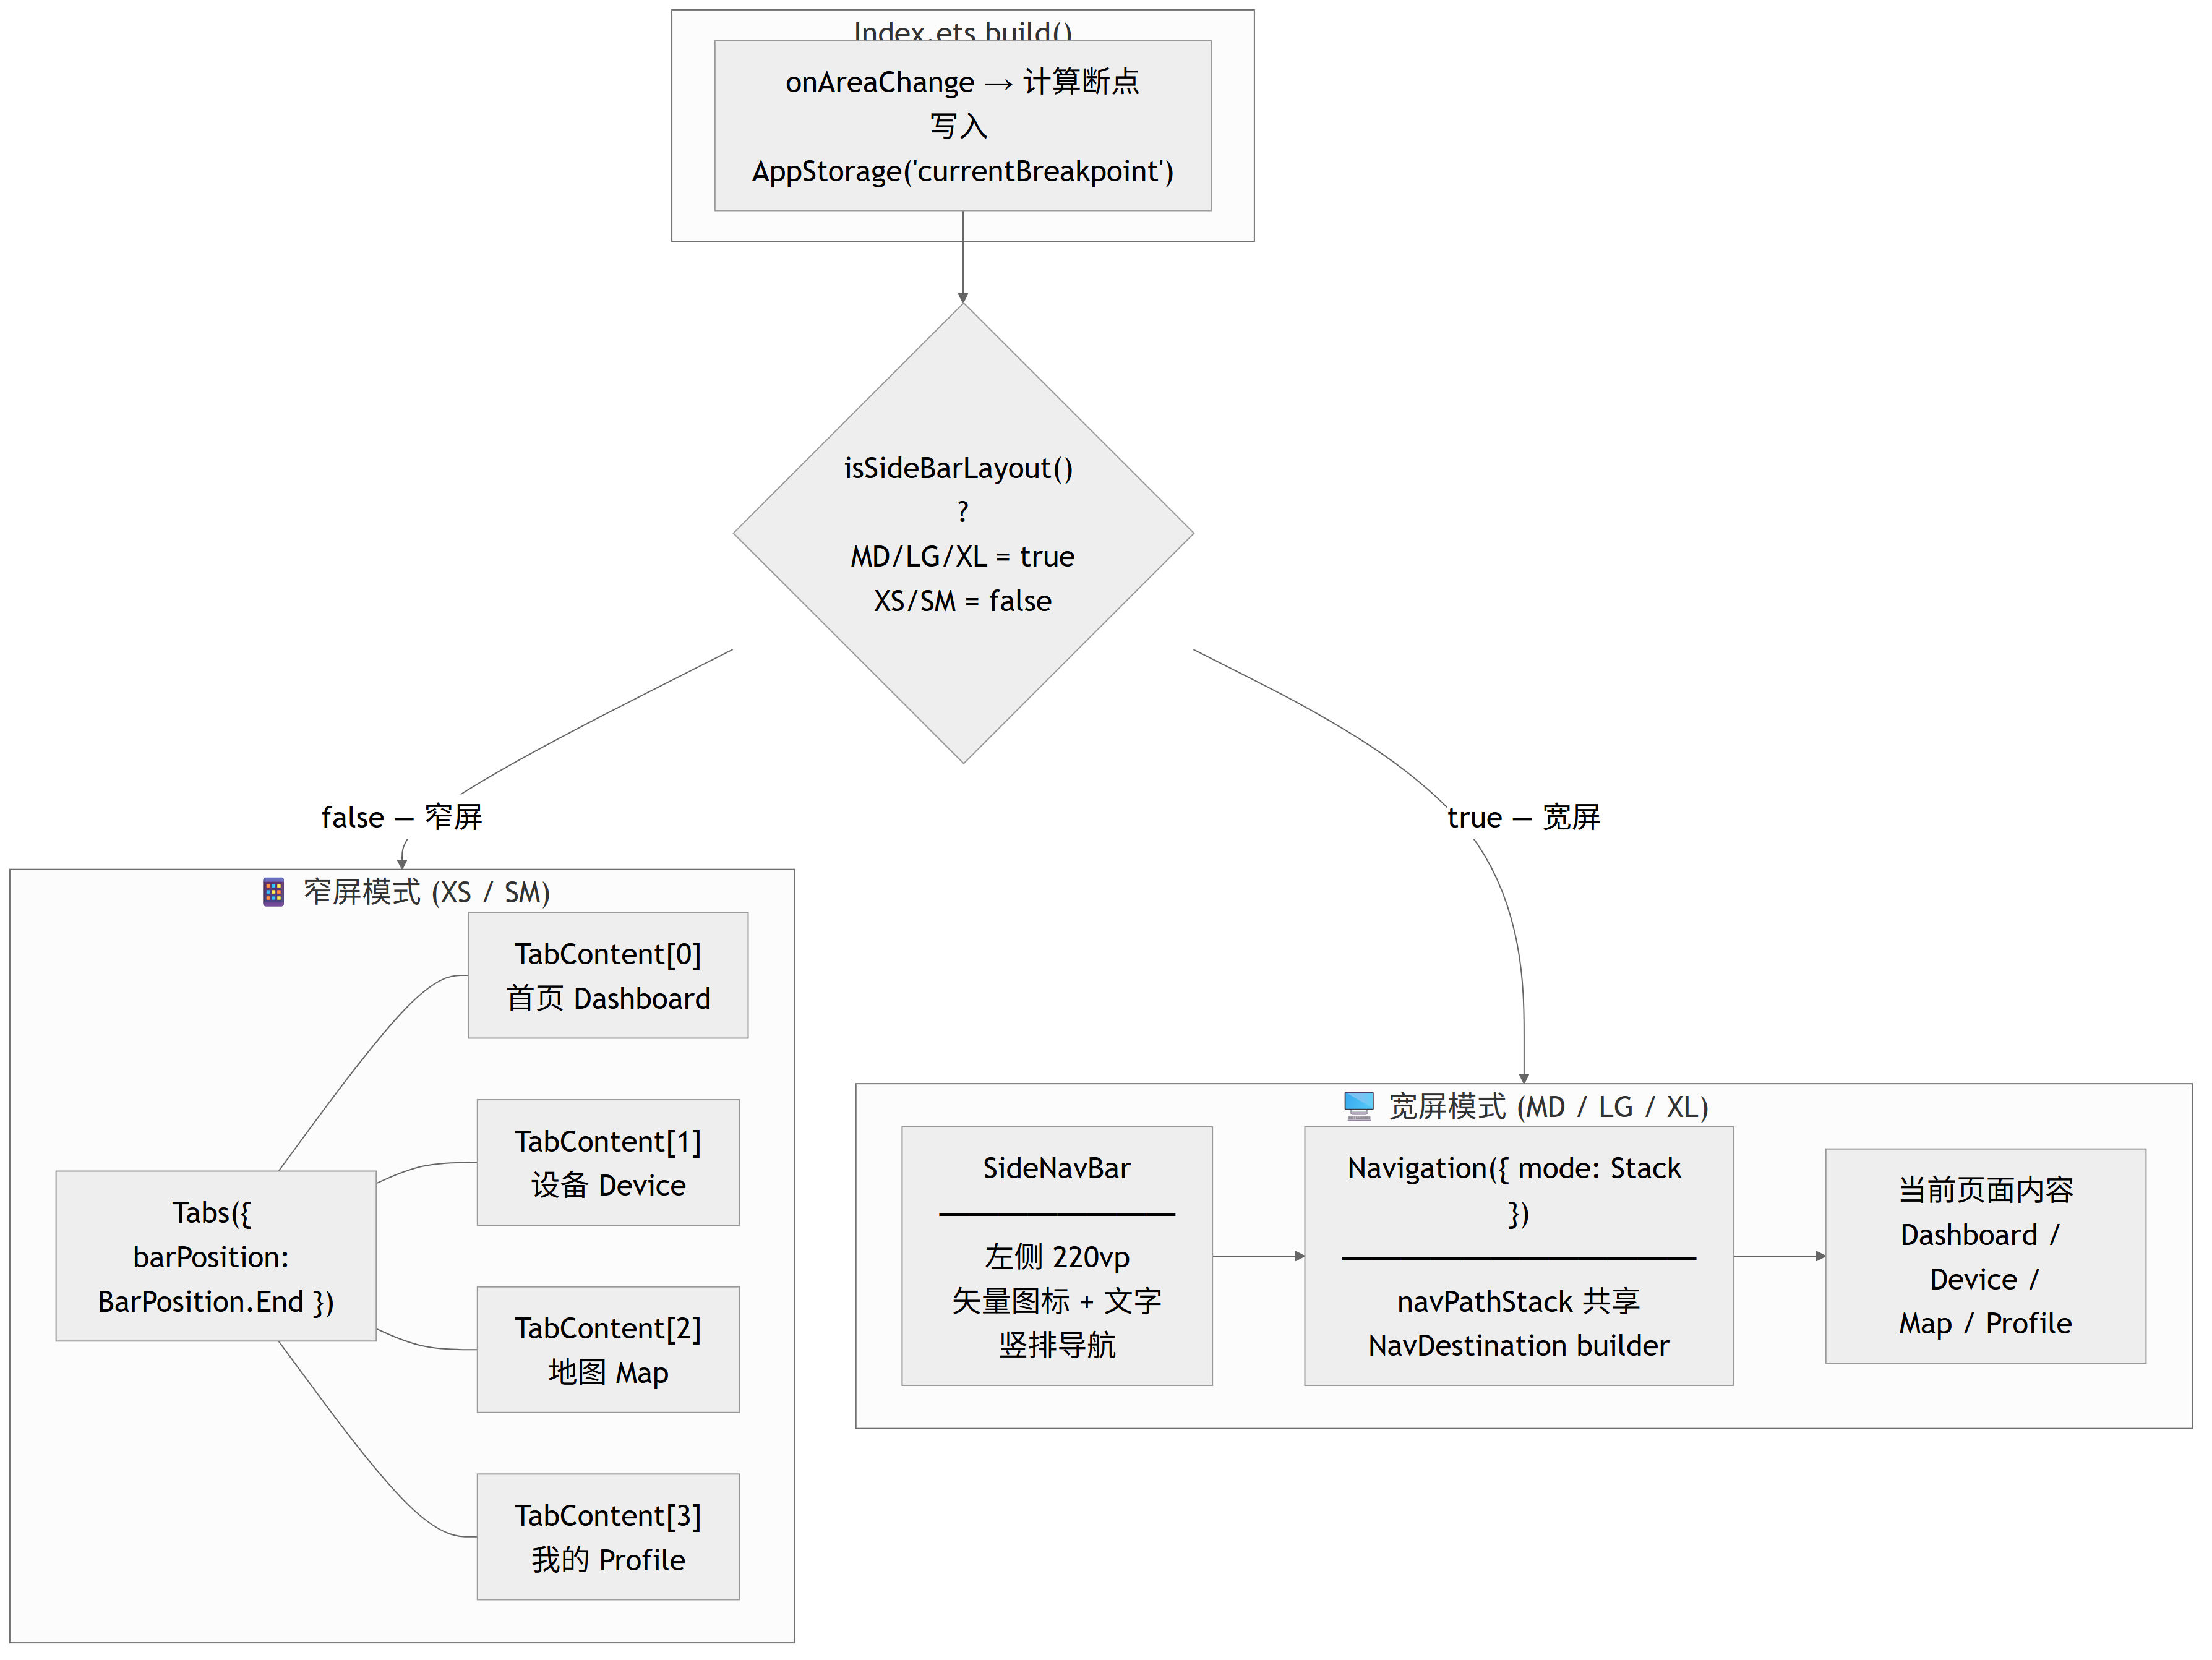 Index.ets build()
onAreaChange → 计算断点
写入
AppStorage('currentBreakpoint')
isSideBarLayout()
?
MD/LG/XL = true
XS/SM = false
false — 窄屏
true — 宽屏
窄屏模式 (XS / SM)
TabContent[0]
首页 Dashboard
TabContent[1]
设备 Device
Tabs({
barPosition:
BarPosition.End })
TabContent[2]
地图 Map
TabContent[3]
我的 Profile
宽屏模式 (MD / LG / XL)
SideNavBar
左侧 220vp
矢量图标 + 文字
竖排导航
Navigation({ mode: Stack
})
navPathStack 共享
NavDestination builder
当前页面内容
Dashboard /
Device /
Map / Profile